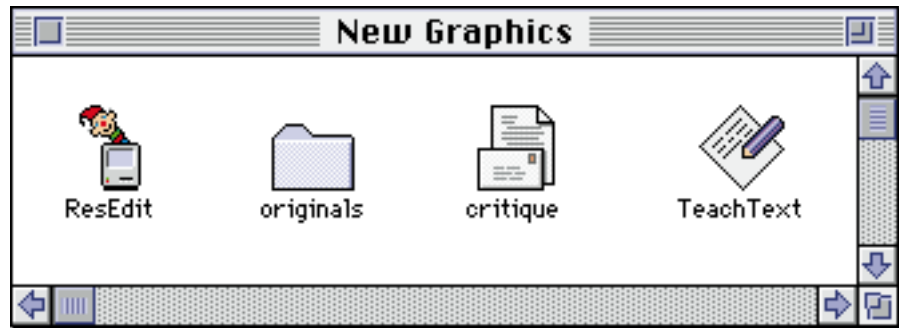 New Graphics
ResEdit
originals
critique
TeachText